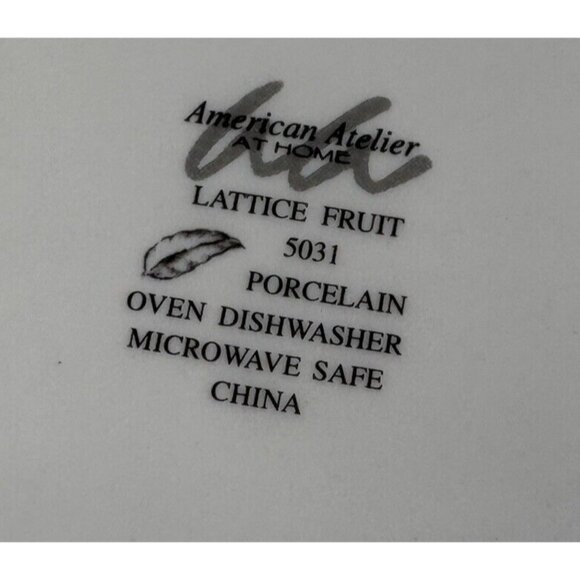 American Atelier
AT HOME
LATTICE FRUIT
5031
PORCELAIN
OVEN DISHWASHER
MICROWAVE SAFE
CHINA